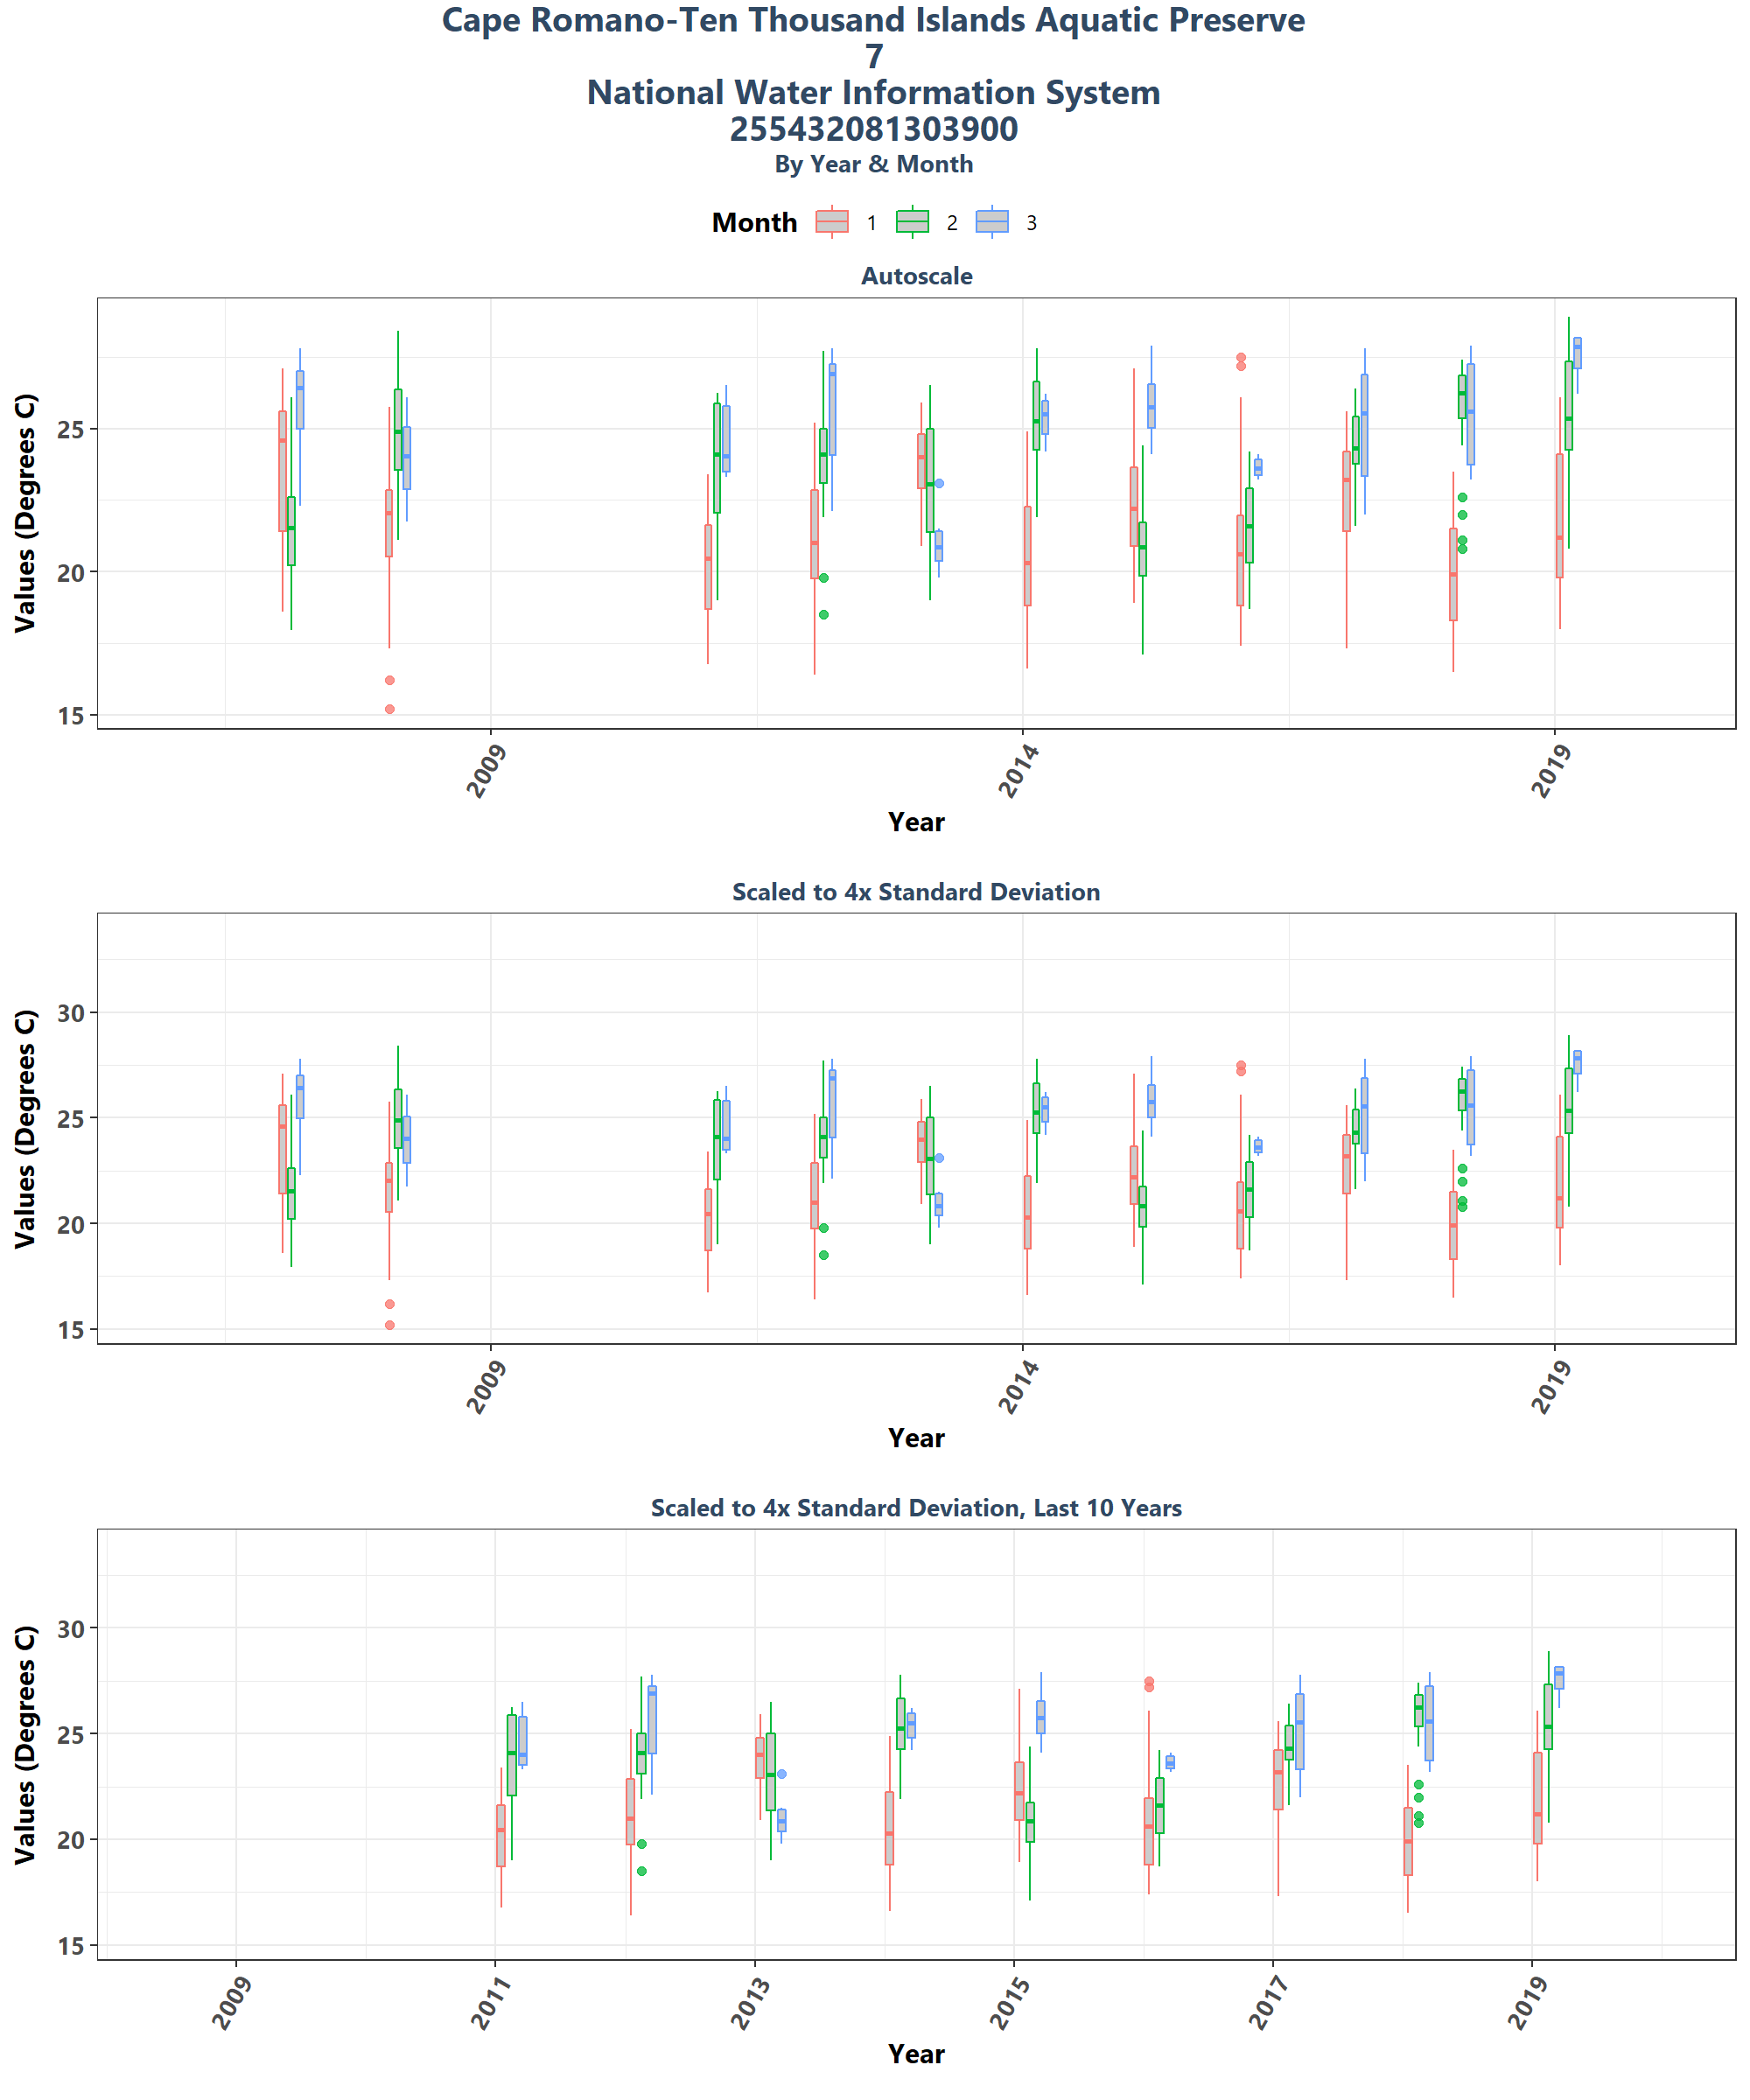 Cape Romano-Ten Thousand Islands Aquatic Preserve
7
National Water Information System
255432081303900
By Year & Month
Month 1 2 3
Autoscale
Values (Degrees C)
25
20
15
2009 2014 2019
Year
Scaled to 4x Standard Deviation
Values (Degrees C)
30
25
20
15
2009 2014 2019
Year
Scaled to 4x Standard Deviation, Last 10 Years
Values (Degrees C)
30
25
20
15
2009 2011 2013 2015 2017 2019
Year